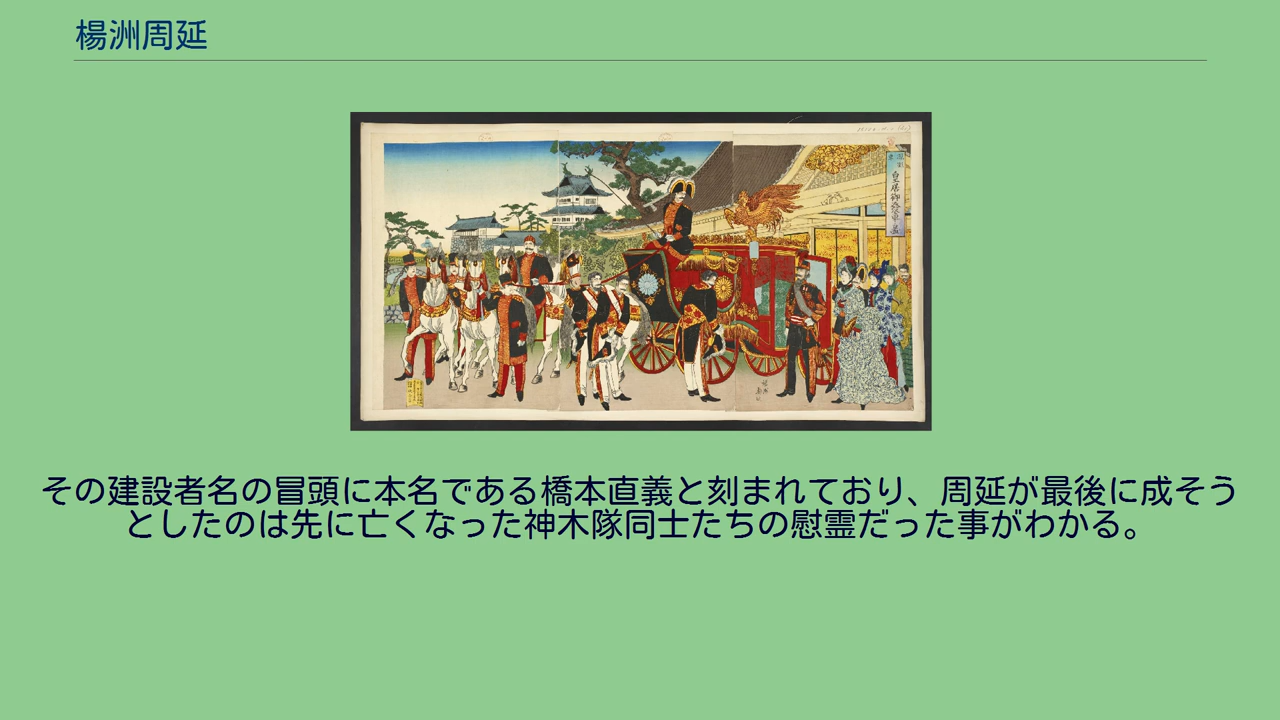 楊洲周延
その建設者名の冒頭に本名である橋本直義と刻まれており、周延が最後に成そう
としたのは先に亡くなった神木隊同士たちの慰霊だった事がわかる。